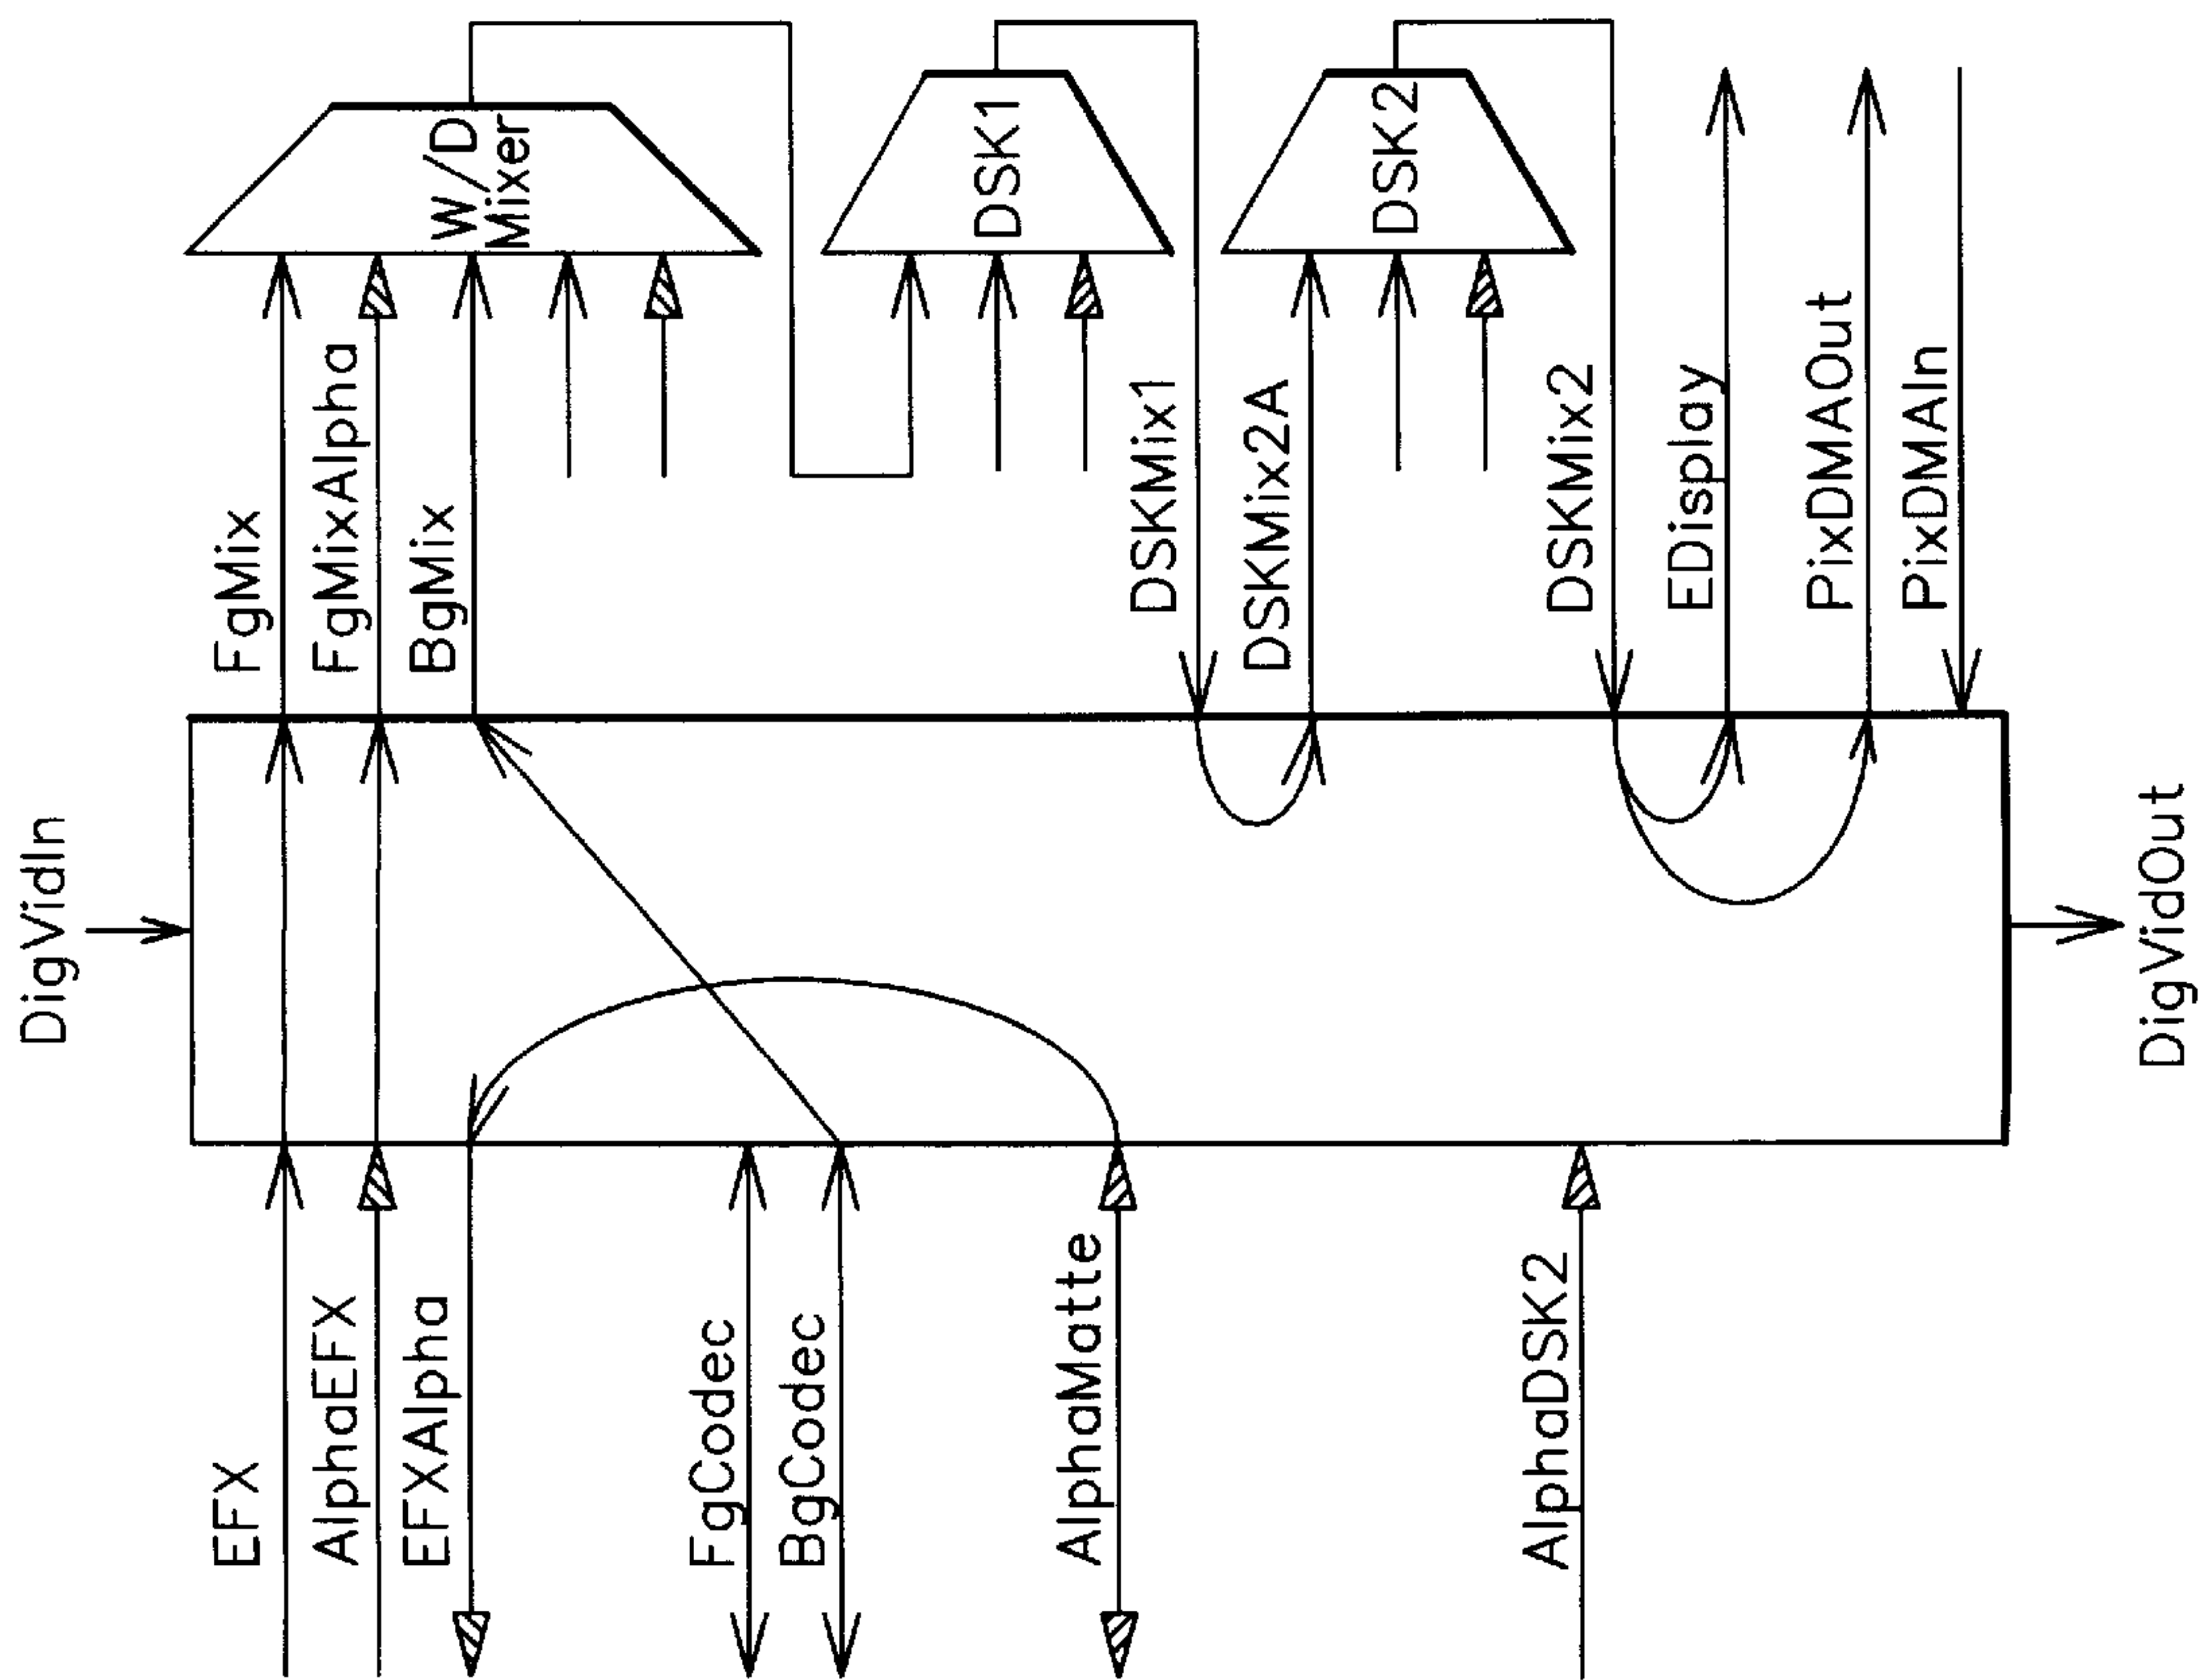 DigVidIn
EFX
AlphaEFX
EFXAlpha
FgCodec
BgCodec
AlphaMatte
AlphaDSK2
FgMix
FgMixAlpha
BgMix
DSKMix1
DSKMix2A
DSKMix2
EDisplay
PixDMAOut
PixDMAIn
W/D
Mixer
DSK1
DSK2
DigVidOut